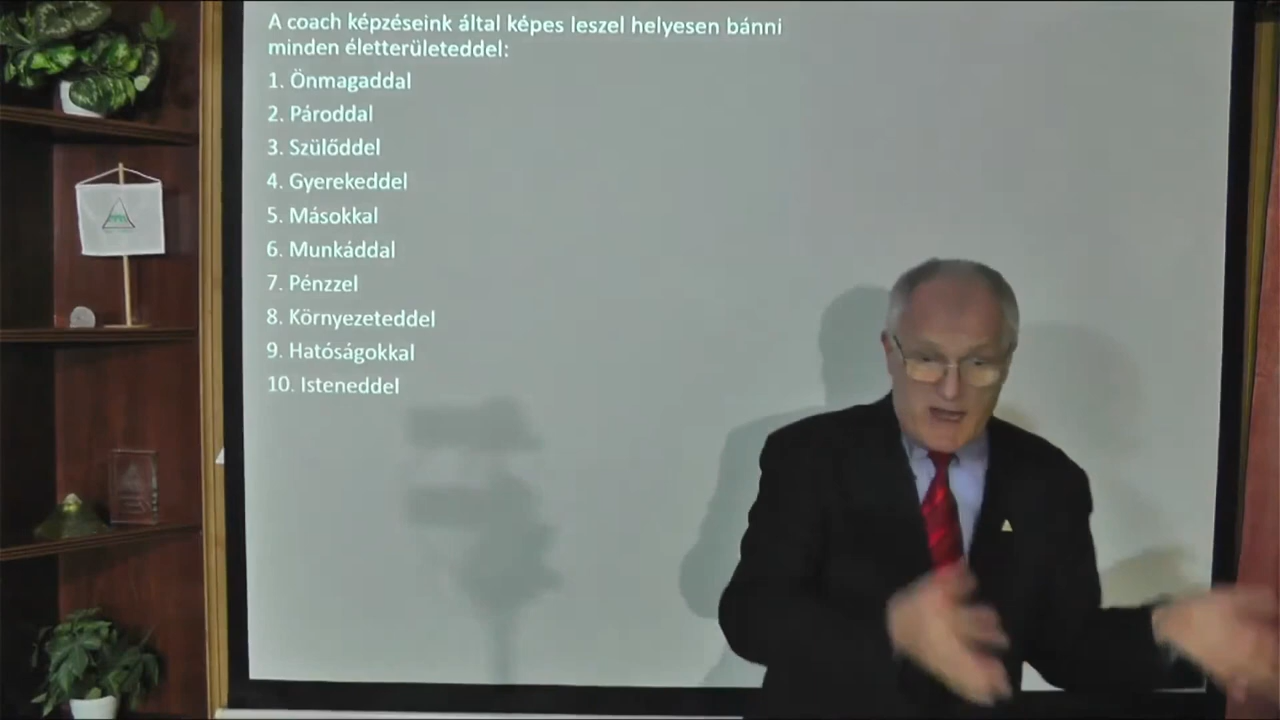 A coach képzéseink által képes leszel helyesen bánni
minden életterületeddel:
1. Önmagaddal
2. Pároddal
3. Szülőddel
4. Gyerekeddel
5. Másokkal
6. Munkáddal
7. Pénzzel
8. Környezeteddel
9. Hatóságokkal
10. Isteneddel